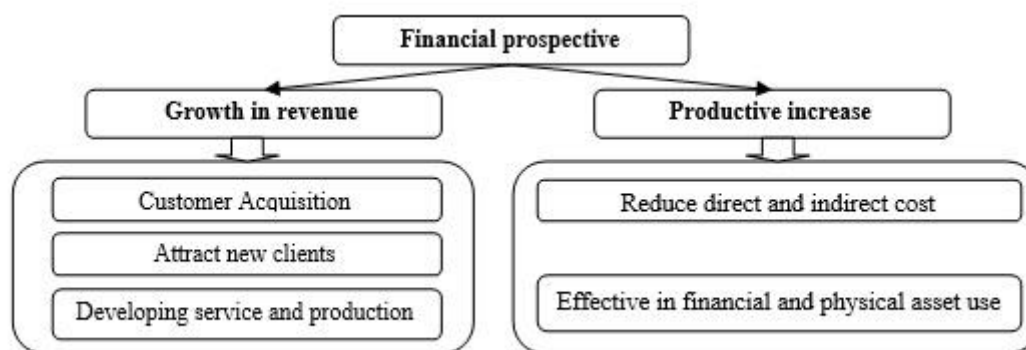 Financial prospective
Growth in revenue
Productive increase
Customer Acquisition
Attract new clients
Developing service and production
Reduce direct and indirect cost
Effective in financial and physical asset use